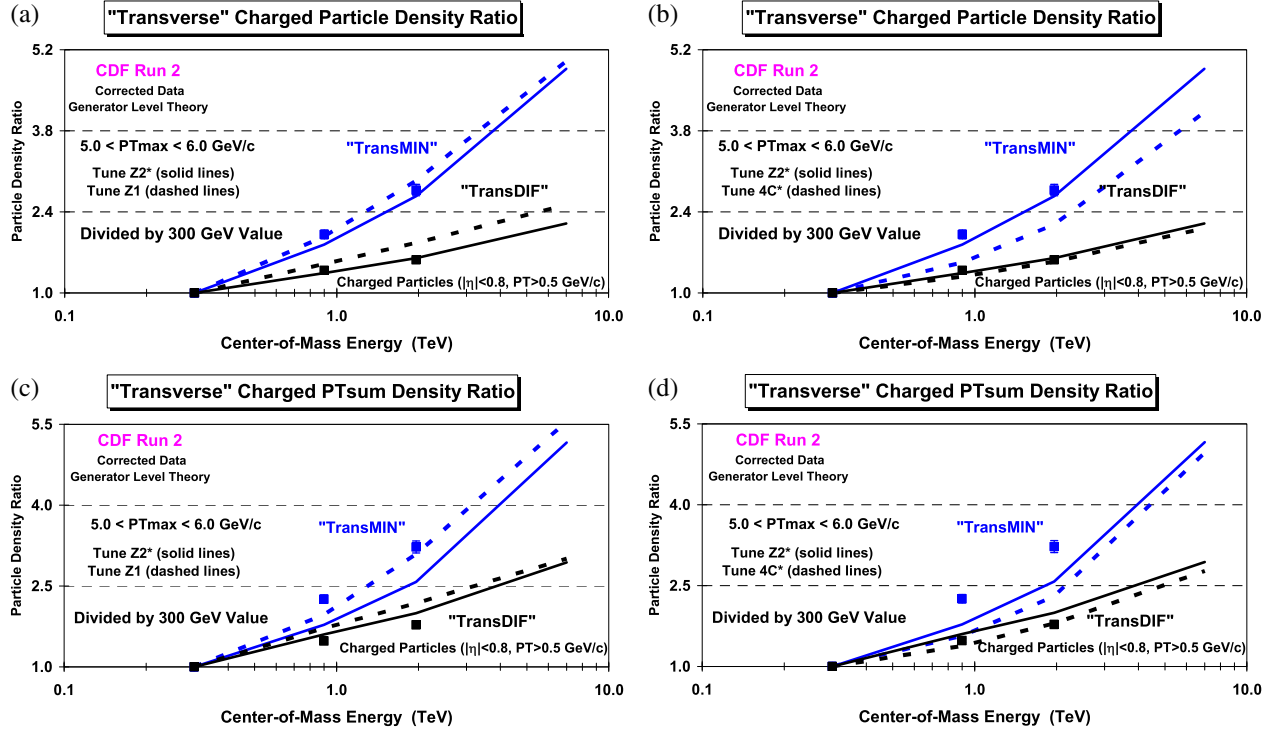 (a)
"Transverse" Charged Particle Density Ratio
5.2
3.8
2.4
1.0
Particle Density Ratio
CDF Run 2
Corrected Data
Generator Level Theory
5.0 < PTmax < 6.0 GeV/c
Tune Z2* (solid lines)
Tune Z1 (dashed lines)
"TransMIN"
"TransDIF"
Divided by 300 GeV Value
Charged Particles (|η|<0.8, PT>0.5 GeV/c)
0.1
1.0
10.0
Center-of-Mass Energy (TeV)
(b)
"Transverse" Charged Particle Density Ratio
5.2
3.8
2.4
1.0
Particle Density Ratio
CDF Run 2
Corrected Data
Generator Level Theory
5.0 < PTmax < 6.0 GeV/c
Tune Z2* (solid lines)
Tune 4C* (dashed lines)
"TransMIN"
"TransDIF"
Divided by 300 GeV Value
Charged Particles (|η|<0.8, PT>0.5 GeV/c)
0.1
1.0
10.0
Center-of-Mass Energy (TeV)
(c)
"Transverse" Charged PTsum Density Ratio
5.5
4.0
2.5
1.0
Particle Density Ratio
CDF Run 2
Corrected Data
Generator Level Theory
5.0 < PTmax < 6.0 GeV/c
Tune Z2* (solid lines)
Tune Z1 (dashed lines)
"TransMIN"
"TransDIF"
Divided by 300 GeV Value
Charged Particles (|η|<0.8, PT>0.5 GeV/c)
0.1
1.0
10.0
Center-of-Mass Energy (TeV)
(d)
"Transverse" Charged PTsum Density Ratio
5.5
4.0
2.5
1.0
Particle Density Ratio
CDF Run 2
Corrected Data
Generator Level Theory
5.0 < PTmax < 6.0 GeV/c
Tune Z2* (solid lines)
Tune 4C* (dashed lines)
"TransMIN"
"TransDIF"
Divided by 300 GeV Value
Charged Particles (|η|<0.8, PT>0.5 GeV/c)
0.1
1.0
10.0
Center-of-Mass Energy (TeV)